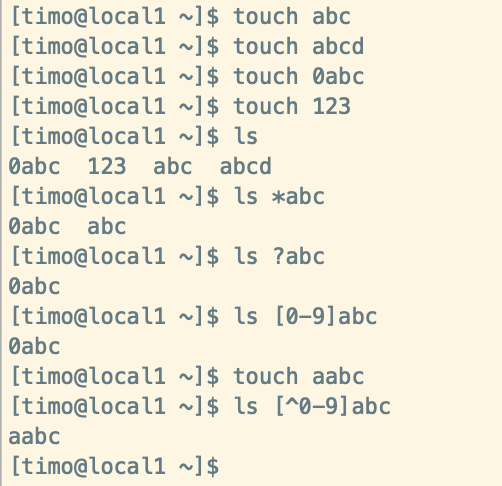 [timo@local1 ~]$ touch abc
[timo@local1 ~]$ touch abcd
[timo@local1 ~]$ touch 0abc
[timo@local1 ~]$ touch 123
[timo@local1 ~]$ ls
0abc  123  abc  abcd
[timo@local1 ~]$ ls *abc
0abc  abc
[timo@local1 ~]$ ls ?abc
0abc
[timo@local1 ~]$ ls [0-9]abc
0abc
[timo@local1 ~]$ touch aabc
[timo@local1 ~]$ ls [^0-9]abc
aabc
[timo@local1 ~]$